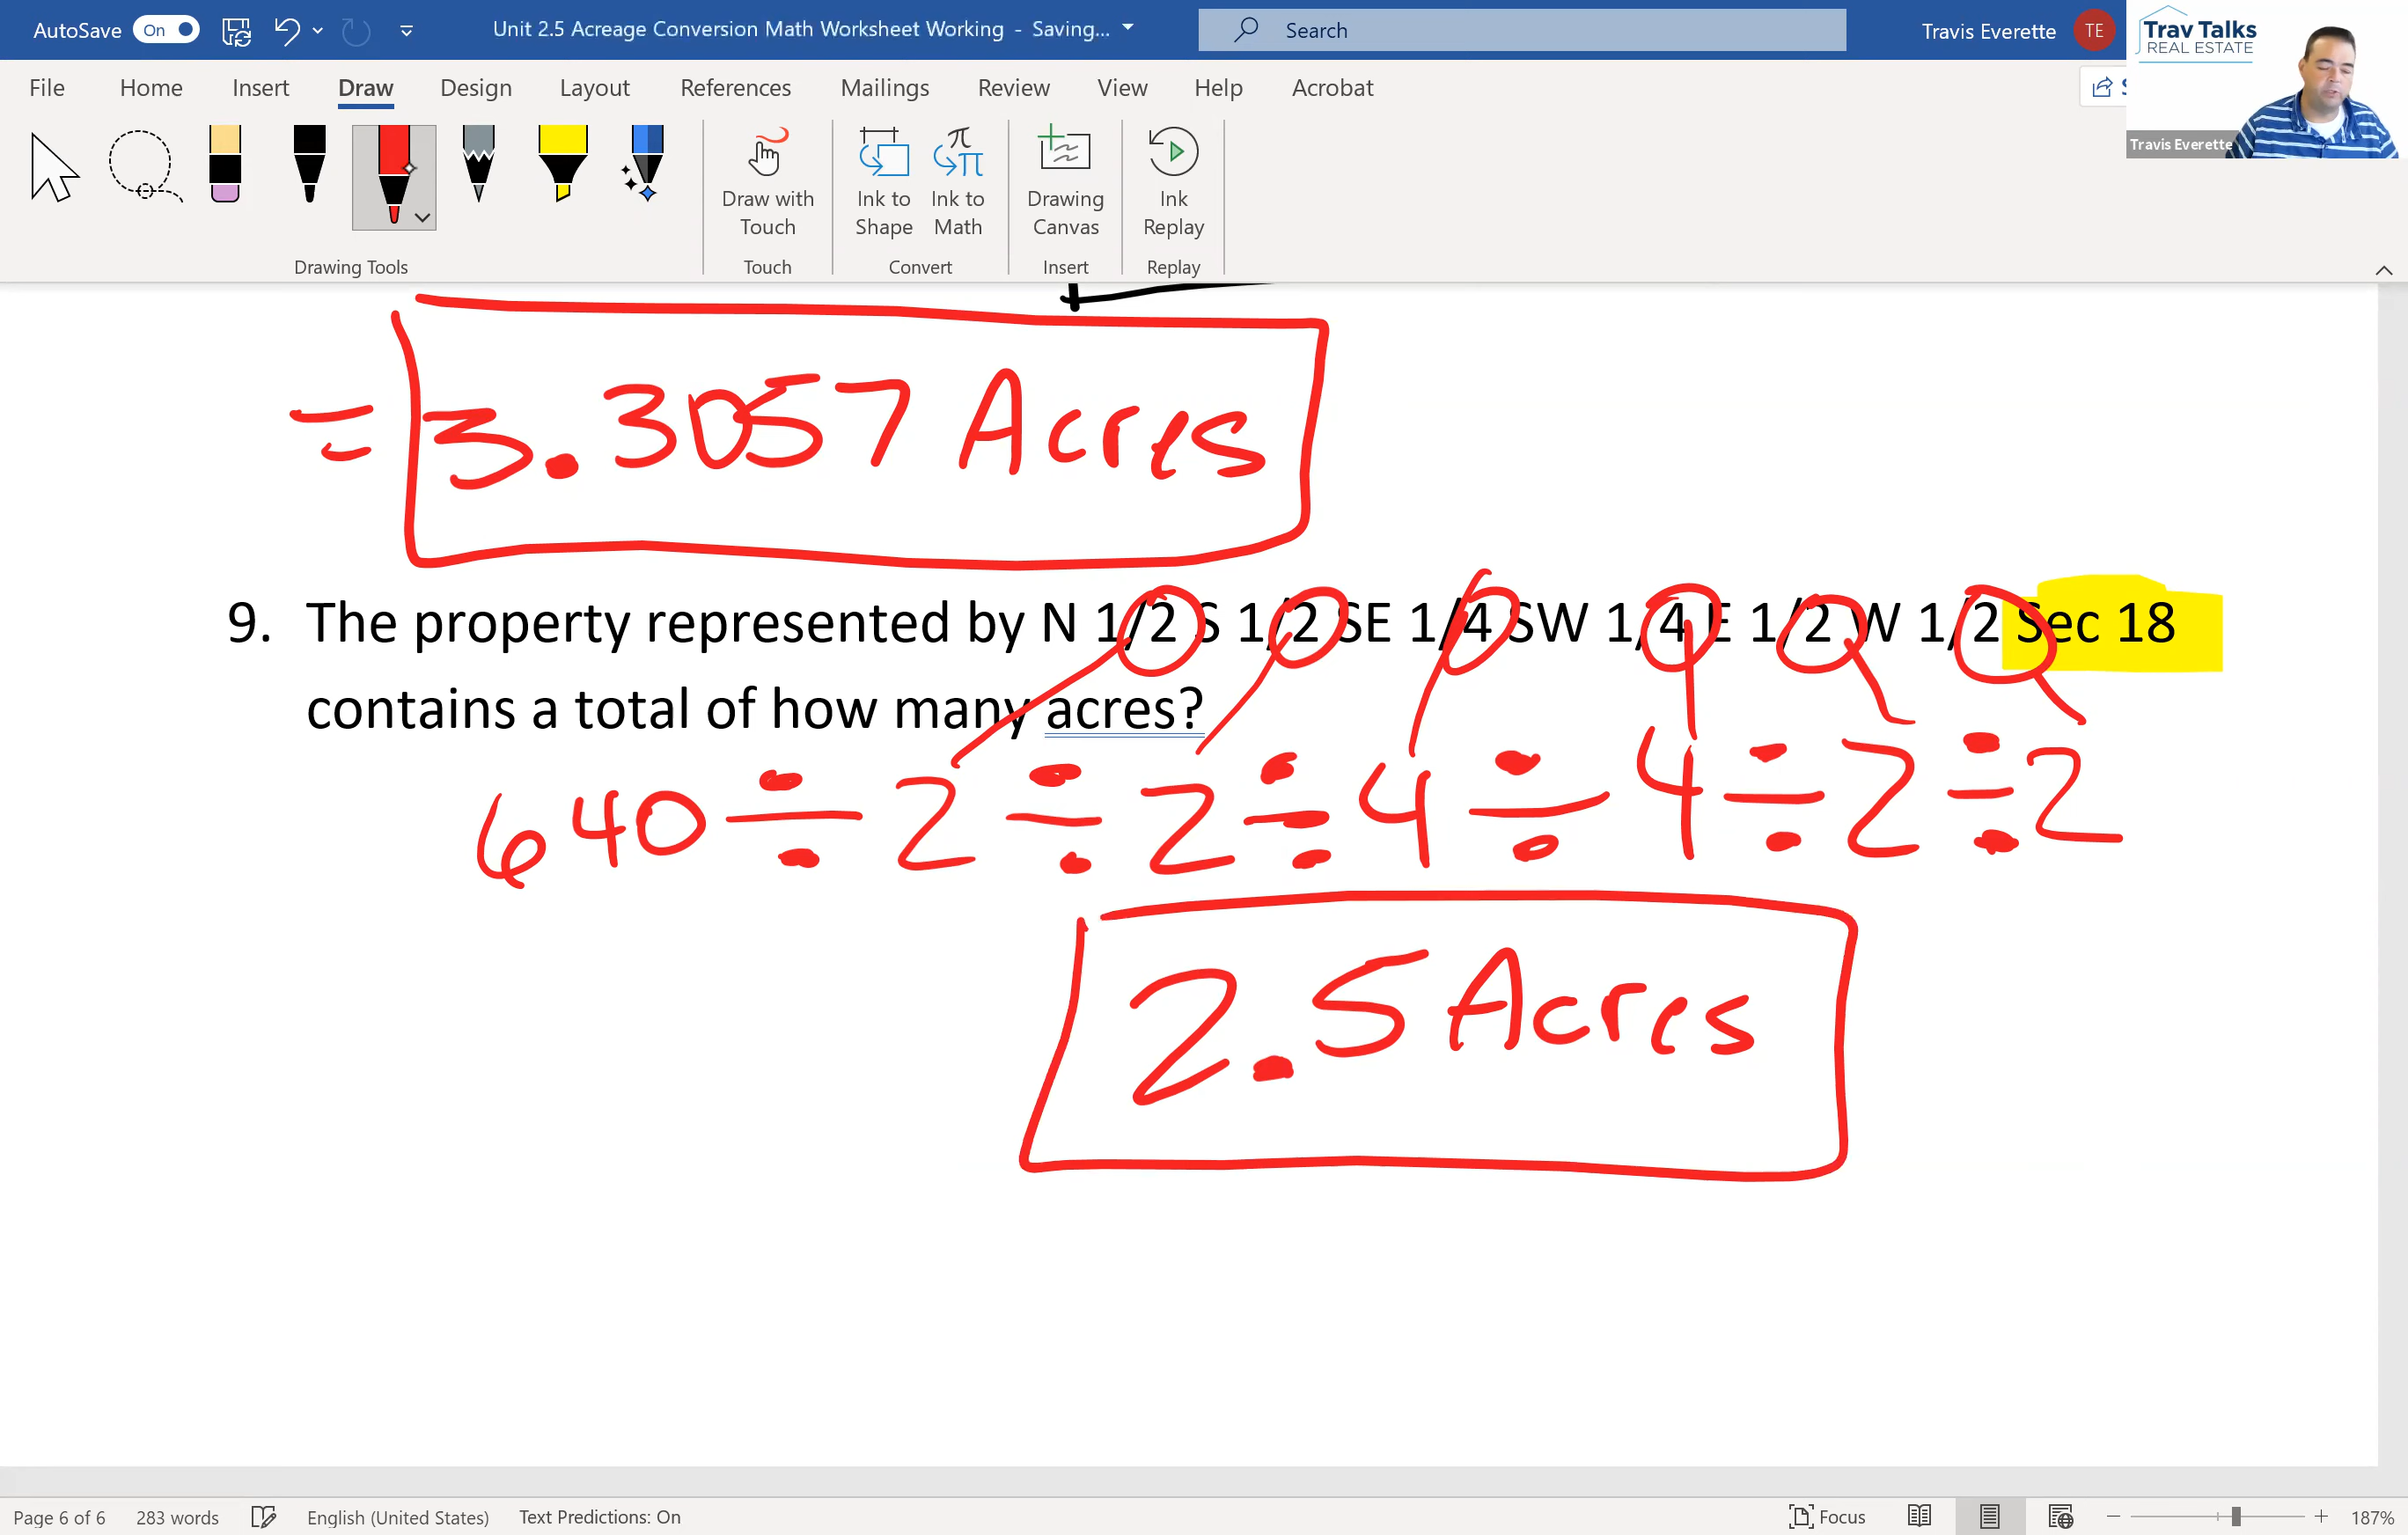 AutoSave On
Unit 2.5 Acreage Conversion Math Worksheet Working - Saving...
Search
Travis Everette TE
Trav Talks
REAL ESTATE
Travis Everette
File Home Insert Draw Design Layout References Mailings Review View Help Acrobat
Draw with Touch
Ink to Shape
Ink to Math
Drawing Canvas
Ink Replay
Drawing Tools Touch Convert Insert Replay
= 3.3057 Acres
9. The property represented by N 1/2 S 1/2 SE 1/4 SW 1/4 E 1/2 W 1/2 Sec 18
contains a total of how many acres?
640 ÷ 2 ÷ 2 ÷ 4 ÷ 4 ÷ 2 ÷ 2
2.5 Acres
Page 6 of 6 283 words English (United States) Text Predictions: On Focus 187%